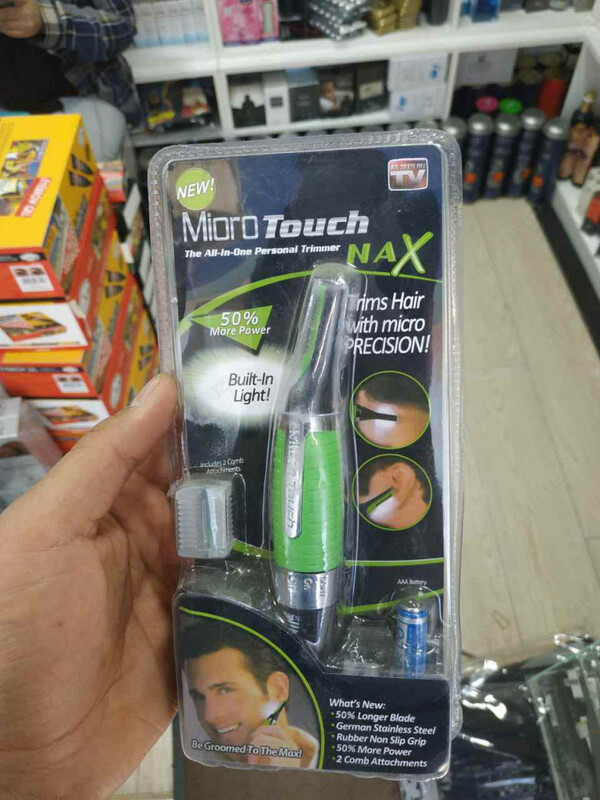 NEW!
AS SEEN ON
TV
Micro Touch
The All-In-One Personal Trimmer
NAX
50%
More Power
Trims Hair
with micro
PRECISION!
Built-In
Light!
Includes 2 Comb
Attachments
Micro Touch
AAA Battery
What's New:
• 50% Longer Blade
• German Stainless Steel
• Rubber Non Slip Grip
• 50% More Power
• 2 Comb Attachments
Be Groomed To The Max!